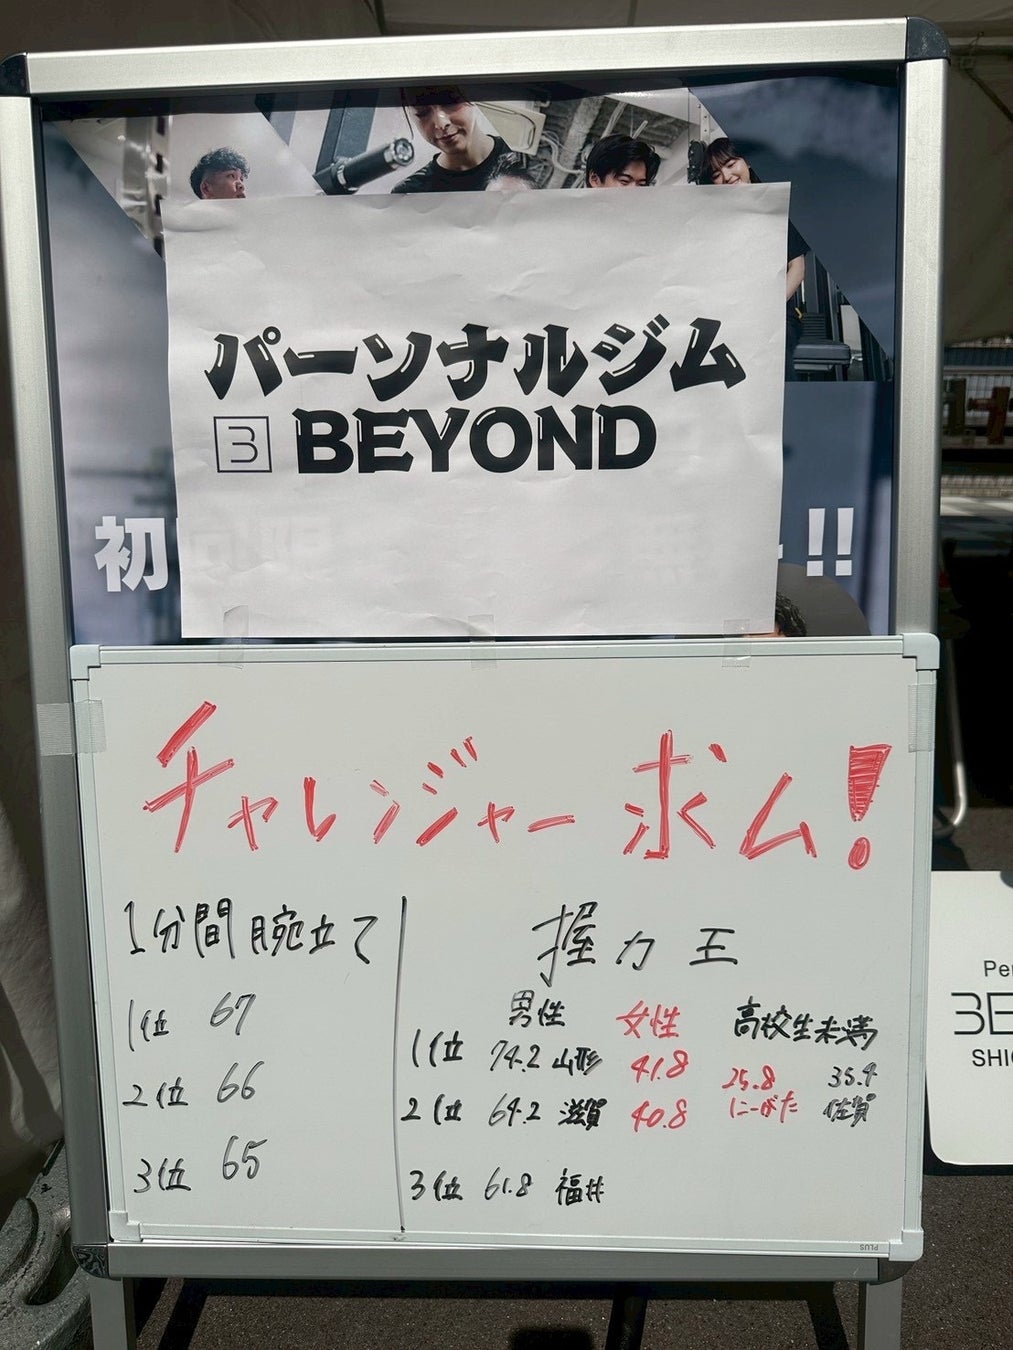 パーソナルジム
B BEYOND
初 !!
チャレンジャー 求ム!
1分間腕立て
1位 67
2位 66
3位 65
握力王
男性 女性 高校生未満
1位 74.2 山形 41.8 25.8 にーがた 35.9 佐賀
2位 64.2 滋賀 40.8
3位 61.8 福井
PLUS
Pe
BE
SHI